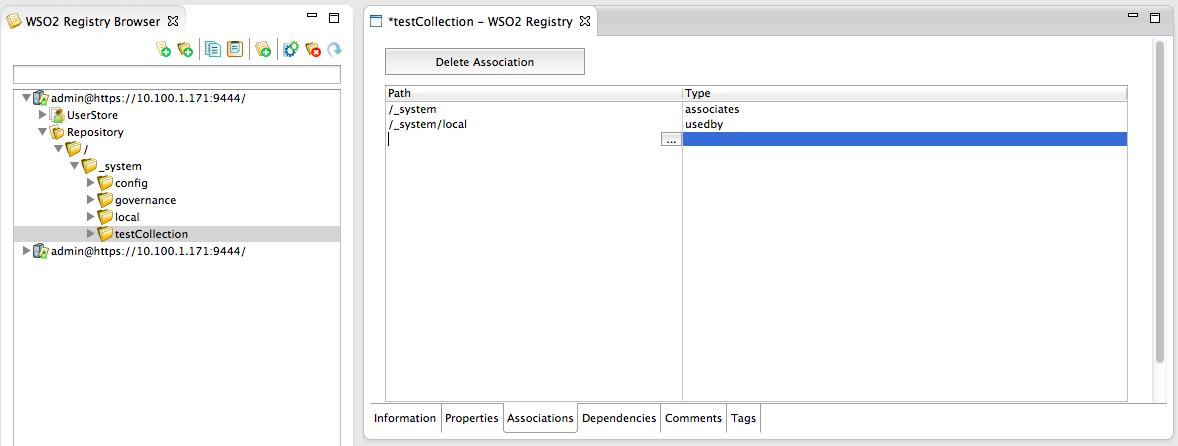 WSO2 Registry Browser
admin@https://10.100.1.171:9444/
UserStore
Repository
/
_system
config
governance
local
testCollection
admin@https://10.100.1.171:9444/
*testCollection - WSO2 Registry
Delete Association
Path Type
/_system associates
/_system/local usedby
...
Information Properties Associations Dependencies Comments Tags